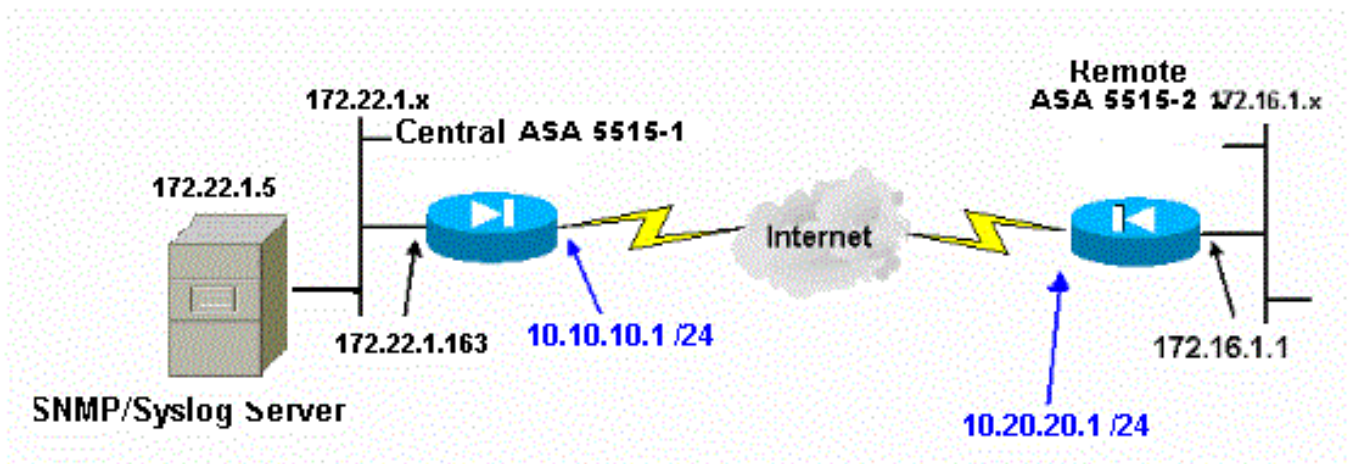 Remote
172.22.1.x
ASA 5515-2 172.16.1.x
Central ASA 5515-1
172.22.1.5
Internet
172.22.1.163
10.10.10.1 /24
172.16.1.1
SNMP/Syslog Server
10.20.20.1 /24